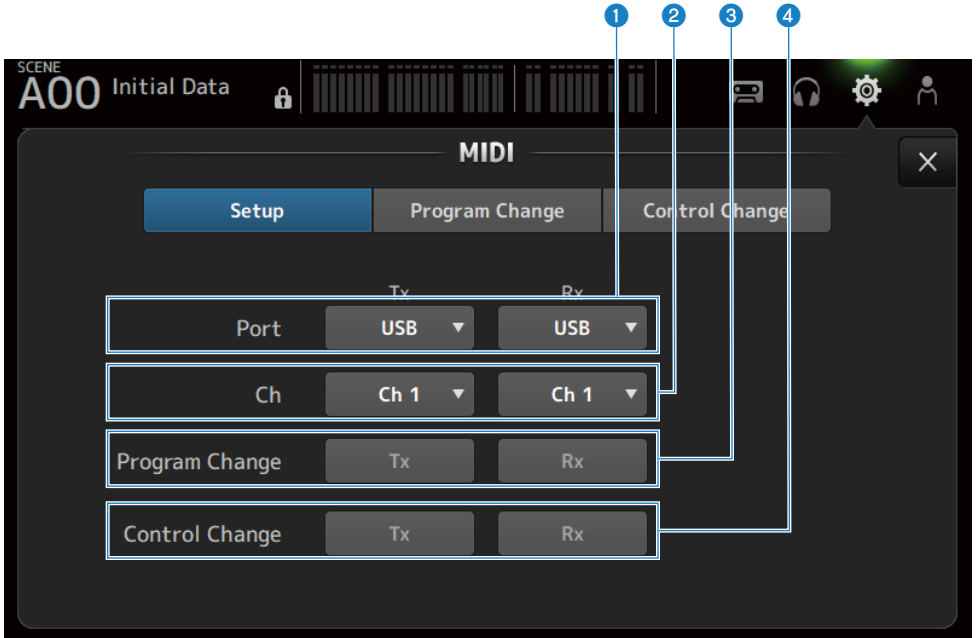 1 2 3 4
SCENE
A00 Initial Data
MIDI
Setup Program Change Control Change
Tx Rx
Port USB USB
Ch Ch 1 Ch 1
Program Change Tx Rx
Control Change Tx Rx